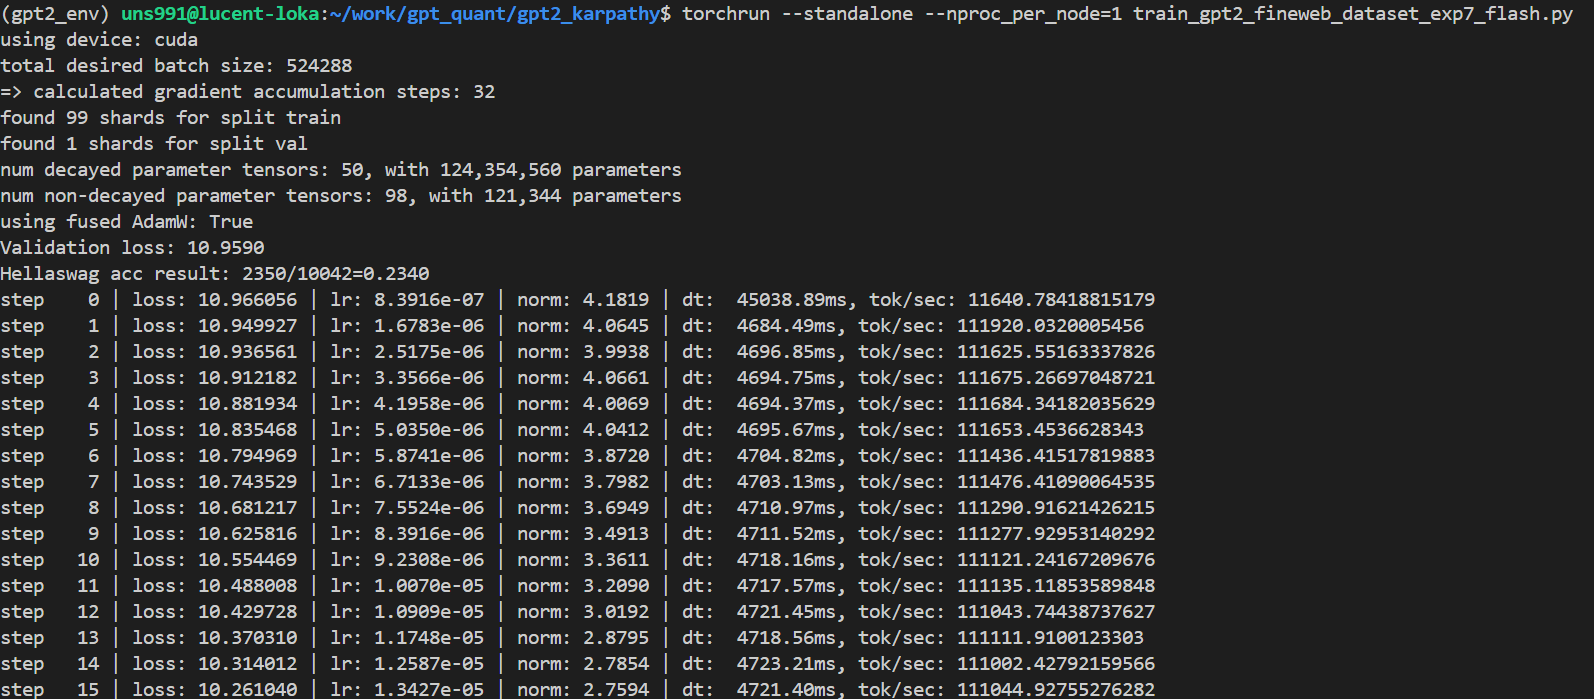 (gpt2_env) uns991@lucent-loka:~/work/gpt_quant/gpt2_karpathy$ torchrun --standalone --nproc_per_node=1 train_gpt2_fineweb_dataset_exp7_flash.py
using device: cuda
total desired batch size: 524288
=> calculated gradient accumulation steps: 32
found 99 shards for split train
found 1 shards for split val
num decayed parameter tensors: 50, with 124,354,560 parameters
num non-decayed parameter tensors: 98, with 121,344 parameters
using fused AdamW: True
Validation loss: 10.9590
Hellaswag acc result: 2350/10042=0.2340
step    0 | loss: 10.966056 | lr: 8.3916e-07 | norm: 4.1819 | dt:  45038.89ms, tok/sec: 11640.78418815179
step    1 | loss: 10.949927 | lr: 1.6783e-06 | norm: 4.0645 | dt:  4684.49ms, tok/sec: 111920.0320005456
step    2 | loss: 10.936561 | lr: 2.5175e-06 | norm: 3.9938 | dt:  4696.85ms, tok/sec: 111625.55163337826
step    3 | loss: 10.912182 | lr: 3.3566e-06 | norm: 4.0661 | dt:  4694.75ms, tok/sec: 111675.26697048721
step    4 | loss: 10.881934 | lr: 4.1958e-06 | norm: 4.0069 | dt:  4694.37ms, tok/sec: 111684.34182035629
step    5 | loss: 10.835468 | lr: 5.0350e-06 | norm: 4.0412 | dt:  4695.67ms, tok/sec: 111653.4536628343
step    6 | loss: 10.794969 | lr: 5.8741e-06 | norm: 3.8720 | dt:  4704.82ms, tok/sec: 111436.41517819883
step    7 | loss: 10.743529 | lr: 6.7133e-06 | norm: 3.7982 | dt:  4703.13ms, tok/sec: 111476.41090064535
step    8 | loss: 10.681217 | lr: 7.5524e-06 | norm: 3.6949 | dt:  4710.97ms, tok/sec: 111290.91621426215
step    9 | loss: 10.625816 | lr: 8.3916e-06 | norm: 3.4913 | dt:  4711.52ms, tok/sec: 111277.92953140292
step   10 | loss: 10.554469 | lr: 9.2308e-06 | norm: 3.3611 | dt:  4718.16ms, tok/sec: 111121.24167209676
step   11 | loss: 10.488008 | lr: 1.0070e-05 | norm: 3.2090 | dt:  4717.57ms, tok/sec: 111135.11853589848
step   12 | loss: 10.429728 | lr: 1.0909e-05 | norm: 3.0192 | dt:  4721.45ms, tok/sec: 111043.74438737627
step   13 | loss: 10.370310 | lr: 1.1748e-05 | norm: 2.8795 | dt:  4718.56ms, tok/sec: 111111.9100123303
step   14 | loss: 10.314012 | lr: 1.2587e-05 | norm: 2.7854 | dt:  4723.21ms, tok/sec: 111002.42792159566
step   15 | loss: 10.261040 | lr: 1.3427e-05 | norm: 2.7594 | dt:  4721.40ms, tok/sec: 111044.92755276282